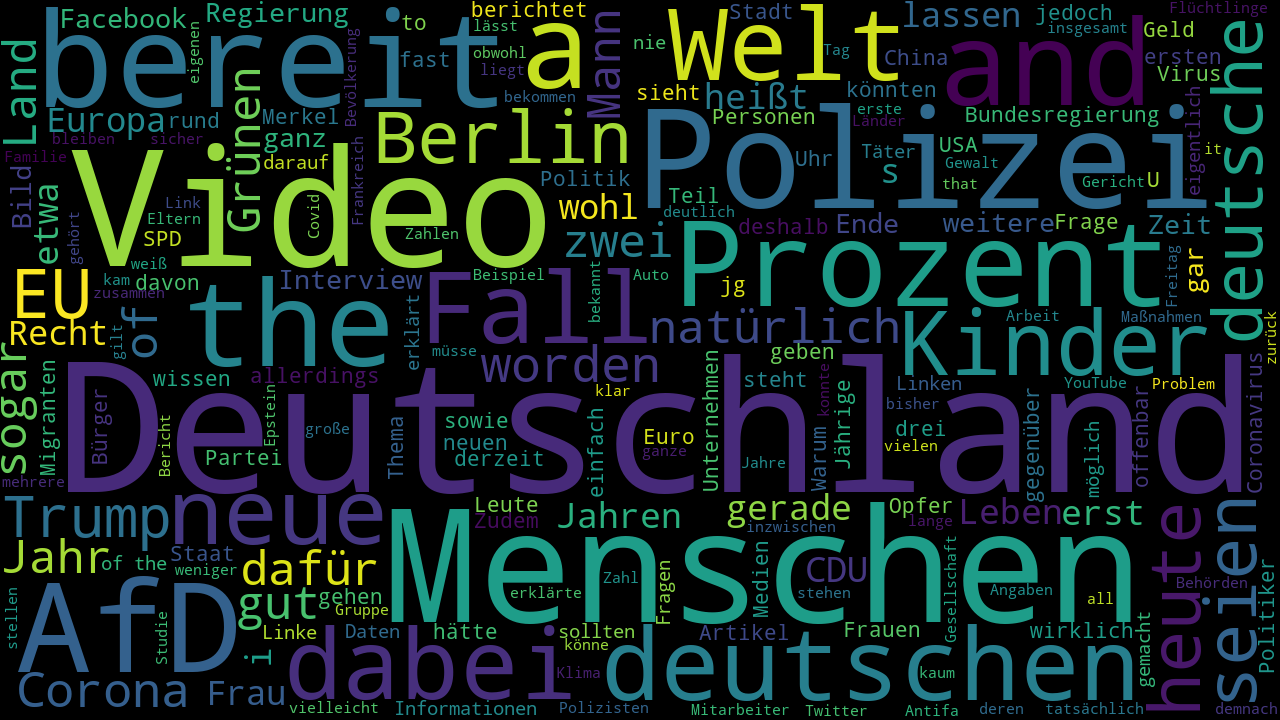 Facebook
Regierung
to
berichtet
Stadt
lassen
jedoch
Flüchtlinge
insgesamt
Geld
bereit
a
Welt
and
deutsche
Land
eigenen
fast
lässt
obwohl
liegt
bekommen
Mann
nie
Tag
China
ersten
Virus
Bevölkerung
sieht
heißt
könnten
Europa
rund
Merkel
Personen
erste
Länder
Bundesregierung
bleiben
sicher
ganz
Berlin
Polizei
eigentlich
Familie
Grünen
darauf
Uhr
Täter
USA
Gewalt
it
Bild
Video
Frankreich
Politik
s
that
Gericht
U
etwa
Link
Eltern
Covid
wohl
Teil
deutlich
gehört
SPD
Zahlen
zwei
deshalb
Ende
weitere
Frage
Zeit
weiß
Prozent
Freitag
gar
EU
kam
davon
zusammen
Interview
Beispiel
bekannt
Auto
jg
the
Fall
of
erklärt
Recht
gilt
natürlich
Kinder
Arbeit
Maßnahmen
zurück
sogar
müsse
worden
geben
wissen
allerdings
klar
steht
Linken
YouTube
Problem
Migranten
Bürger
Deutschland
Unternehmen
konnte
Coronavirus
Epstein
Bericht
große
Thema
sowie
neuen
derzeit
einfach
Euro
ganze
Jahre
Warum
Jährige
bisher
drei
vielen
gegenüber
möglich
offenbar
Partei
mehrere
Trump
neue
Leute
Zudem
Jahren
gerade
inzwischen
Opfer
lange
Leben
erst
heute
seien
Jahr
of the
Staat
weniger
dafür
Menschen
Medien
CDU
stehen
Gesellschaft
Angaben
all
Behörden
Politiker
stellen
AfD
Studie
gut
gehen
Gruppe
erklärte
Zahl
Fragen
Linke
Daten
hätte
sollten
könne
Artikel
Frauen
wirklich
gemacht
i
dabei
Klima
deutschen
kaum
Corona
Frau
vielleicht
Informationen
Polizisten
Mitarbeiter
Twitter
Antifa
deren
tatsächlich
demnach